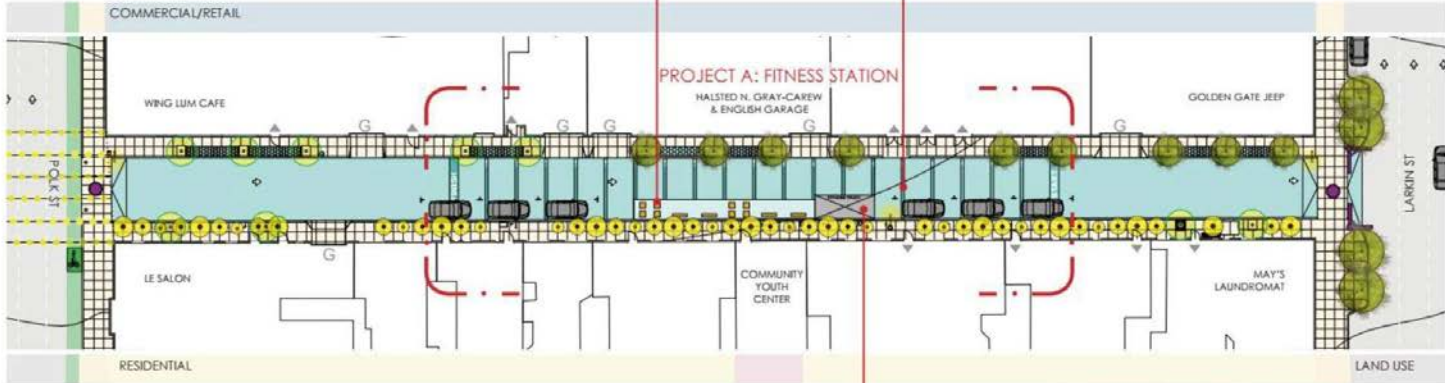 COMMERCIAL/RETAIL
PROJECT A: FITNESS STATION
HALSTED N. GRAY-CAREW
& ENGLISH GARAGE
WING LUM CAFE
GOLDEN GATE JEEP
G
G
G
G
G
POLK ST
LARKIN ST
G
LE SALON
COMMUNITY
YOUTH
CENTER
MAY'S
LAUNDROMAT
RESIDENTIAL
LAND USE